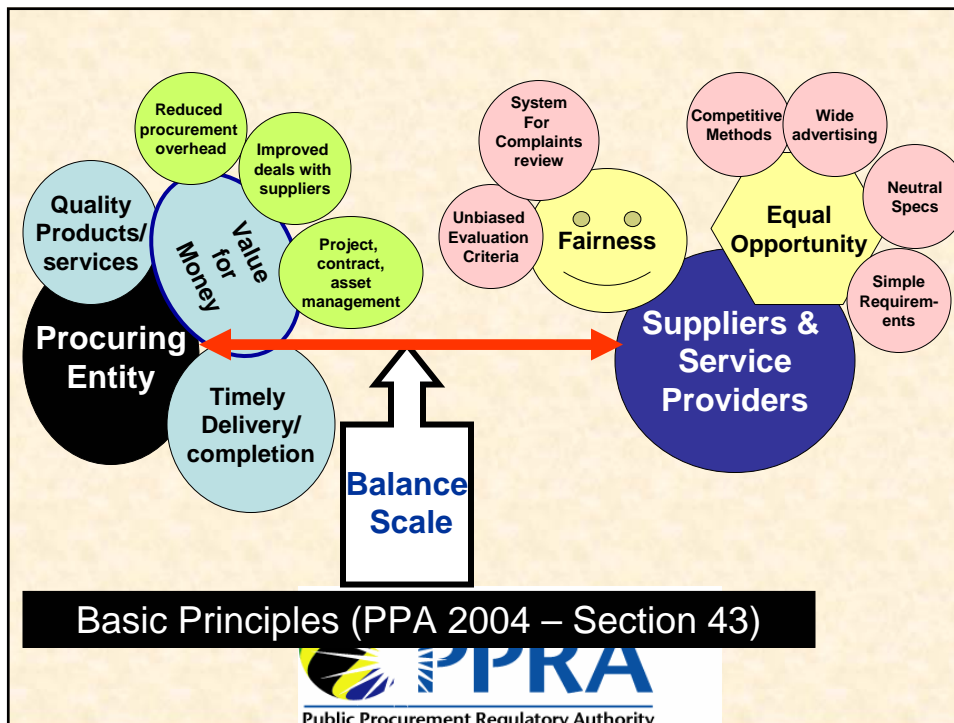 Reduced
procurement
overhead
Improved
deals with
suppliers
Quality
Products/
services
Value
for
Money
Project,
contract,
asset
management
Procuring
Entity
Timely
Delivery/
completion
System
For
Complaints
review
Unbiased
Evaluation
Criteria
Fairness
Competitive
Methods
Wide
advertising
Neutral
Specs
Equal
Opportunity
Simple
Requirem-
ents
Suppliers &
Service
Providers
Balance
Scale
Basic Principles (PPA 2004 – Section 43)
PPRA
Public Procurement Regulatory Authority